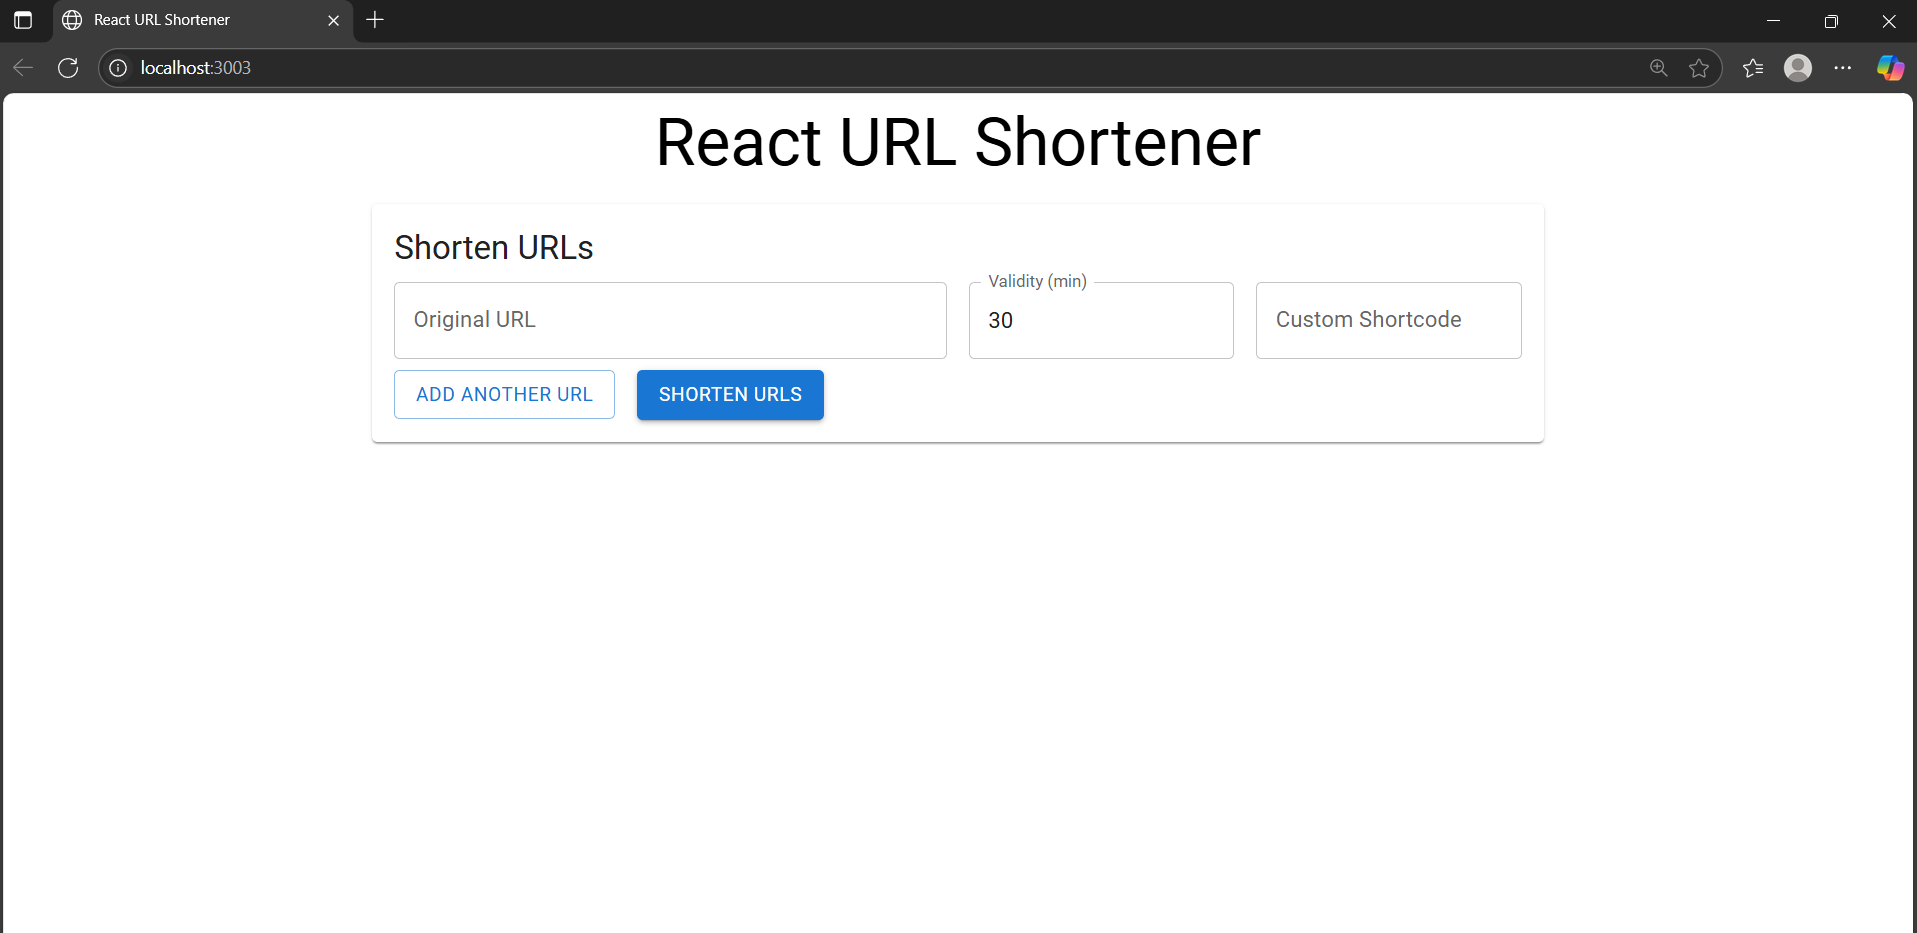 React URL Shortener
localhost:3003
React URL Shortener
Shorten URLs
Original URL
Validity (min)
30
Custom Shortcode
ADD ANOTHER URL
SHORTEN URLS